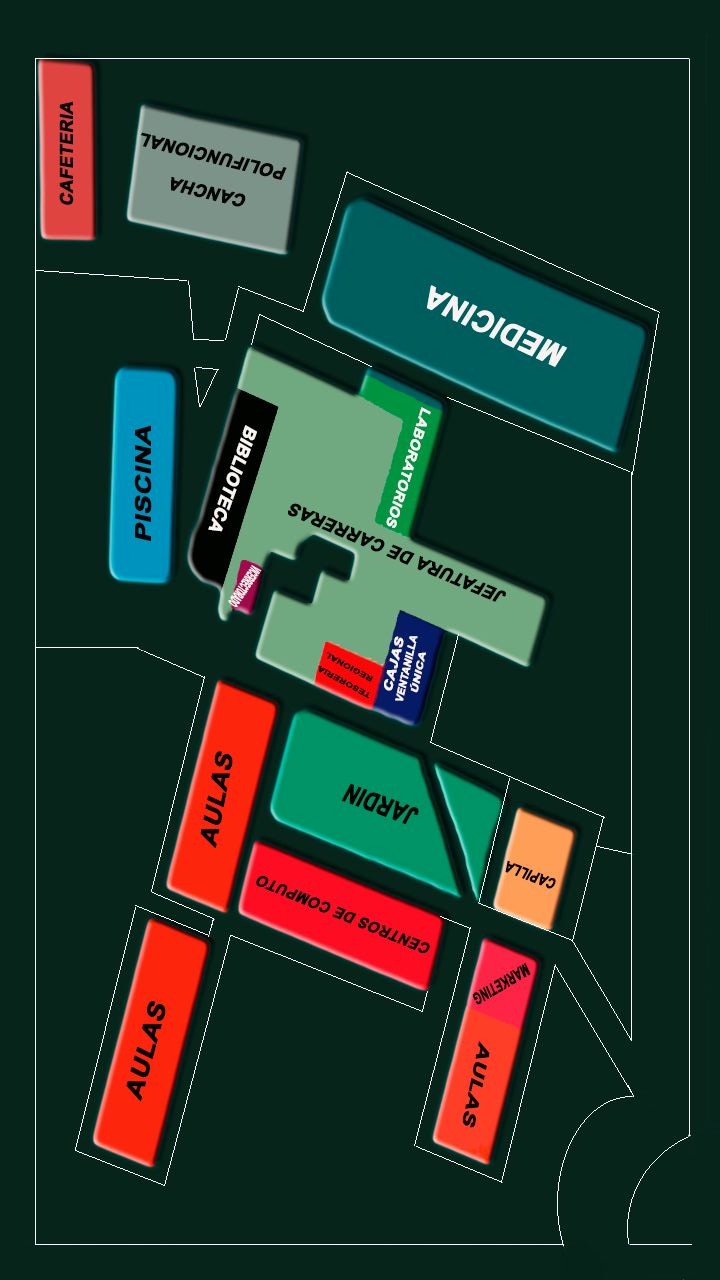 CAFETERIA
CANCHA
POLIFUNCIONAL
MEDICINA
PISCINA
BIBLIOTECA
LABORATORIOS
JEFATURA DE CARRERAS
VICERRECTORADO
TESORERIA
REGIONAL
CAJAS
VENTANILLA
ÚNICA
AULAS
JARDIN
CENTROS DE COMPUTO
CAPILLA
MARKETING
AULAS
AULAS